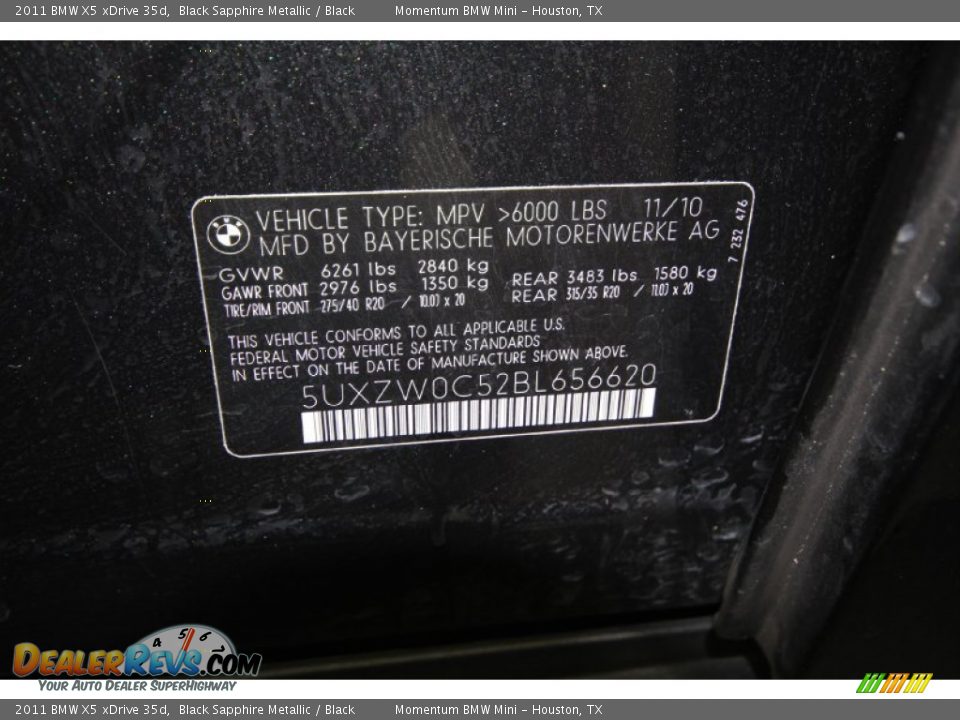 2011 BMW X5 xDrive 35d, Black Sapphire Metallic / Black Momentum BMW Mini - Houston, TX
VEHICLE TYPE: MPV >6000 LBS 11/10
MFD BY BAYERISCHE MOTORENWERKE AG
7 232 476
GVWR 6261 lbs 2840 kg
GAWR FRONT 2976 lbs 1350 kg REAR 3483 lbs 1580 kg
TIRE/RIM FRONT 275/40 R20 / 10.0J x 20 REAR 315/35 R20 / 11.0J x 20
THIS VEHICLE CONFORMS TO ALL APPLICABLE U.S.
FEDERAL MOTOR VEHICLE SAFETY STANDARDS
IN EFFECT ON THE DATE OF MANUFACTURE SHOWN ABOVE.
5UXZW0C52BL656620
4 5 6
DEALERREVS.COM
YOUR AUTO DEALER SUPERHIGHWAY
2011 BMW X5 xDrive 35d, Black Sapphire Metallic / Black Momentum BMW Mini - Houston, TX